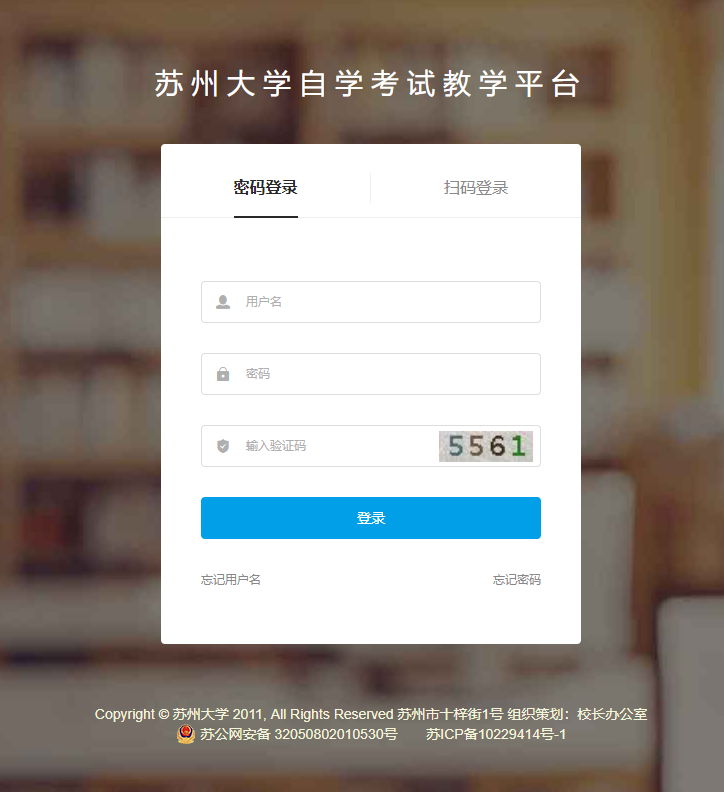 苏州大学自学考试教学平台
密码登录 扫码登录
用户名
密码
输入验证码 5561
登录
忘记用户名 忘记密码
Copyright © 苏州大学 2011, All Rights Reserved 苏州市十梓街1号 组织策划：校长办公室
苏公网安备 32050802010530号 苏ICP备10229414号-1